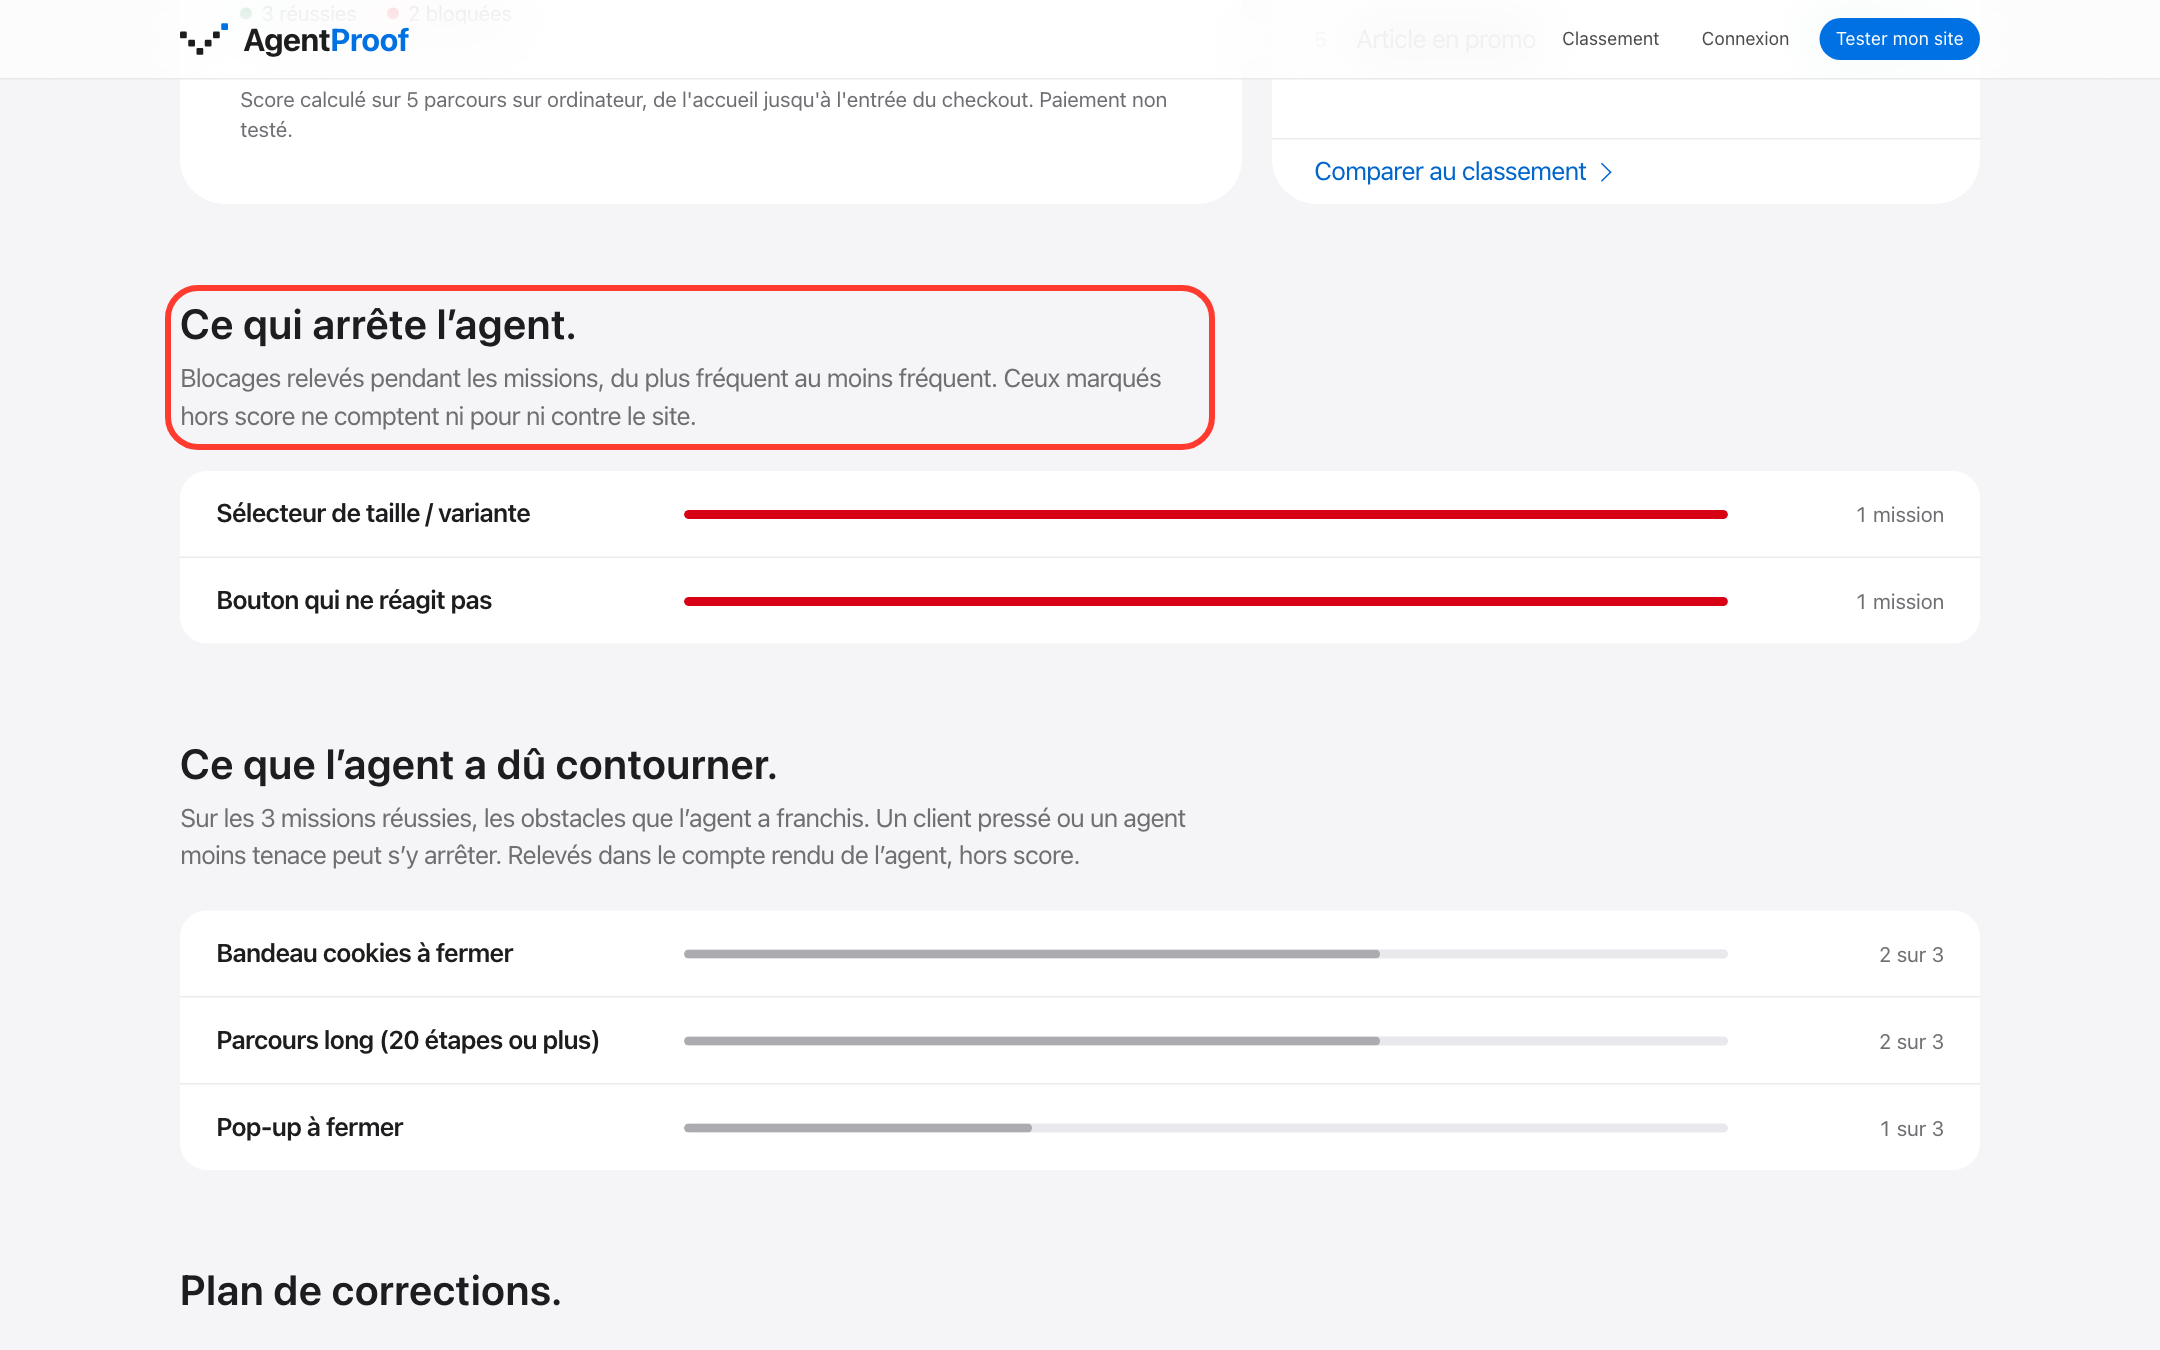 3 réussies 2 bloquées
AgentProof
5 Article en promo
Classement
Connexion
Tester mon site
Score calculé sur 5 parcours sur ordinateur, de l'accueil jusqu'à l'entrée du checkout. Paiement non
testé.
Comparer au classement
Ce qui arrête l’agent.
Blocages relevés pendant les missions, du plus fréquent au moins fréquent. Ceux marqués
hors score ne comptent ni pour ni contre le site.
Sélecteur de taille / variante
1 mission
Bouton qui ne réagit pas
1 mission
Ce que l’agent a dû contourner.
Sur les 3 missions réussies, les obstacles que l’agent a franchis. Un client pressé ou un agent
moins tenace peut s’y arrêter. Relevés dans le compte rendu de l’agent, hors score.
Bandeau cookies à fermer
2 sur 3
Parcours long (20 étapes ou plus)
2 sur 3
Pop-up à fermer
1 sur 3
Plan de corrections.